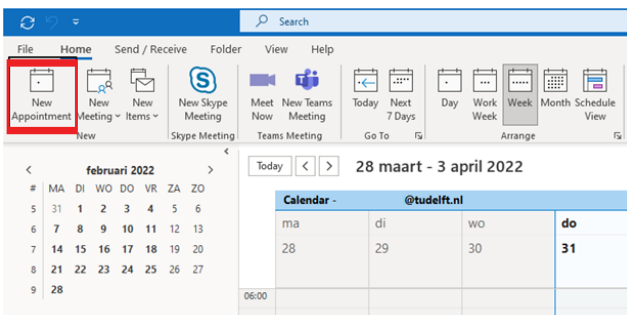 Search
File Home Send / Receive Folder View Help
New Appointment
New Meeting
New Items
New
New Skype Meeting
Skype Meeting
Meet Now
New Teams Meeting
Teams Meeting
Today
Next 7 Days
Go To
Day
Work Week
Week
Month
Schedule View
Arrange
februari 2022
# MA DI WO DO VR ZA ZO
5 31 1 2 3 4 5 6
6 7 8 9 10 11 12 13
7 14 15 16 17 18 19 20
8 21 22 23 24 25 26 27
9 28
Today
28 maart - 3 april 2022
Calendar - @tudelft.nl
ma di wo do
28 29 30 31
06:00